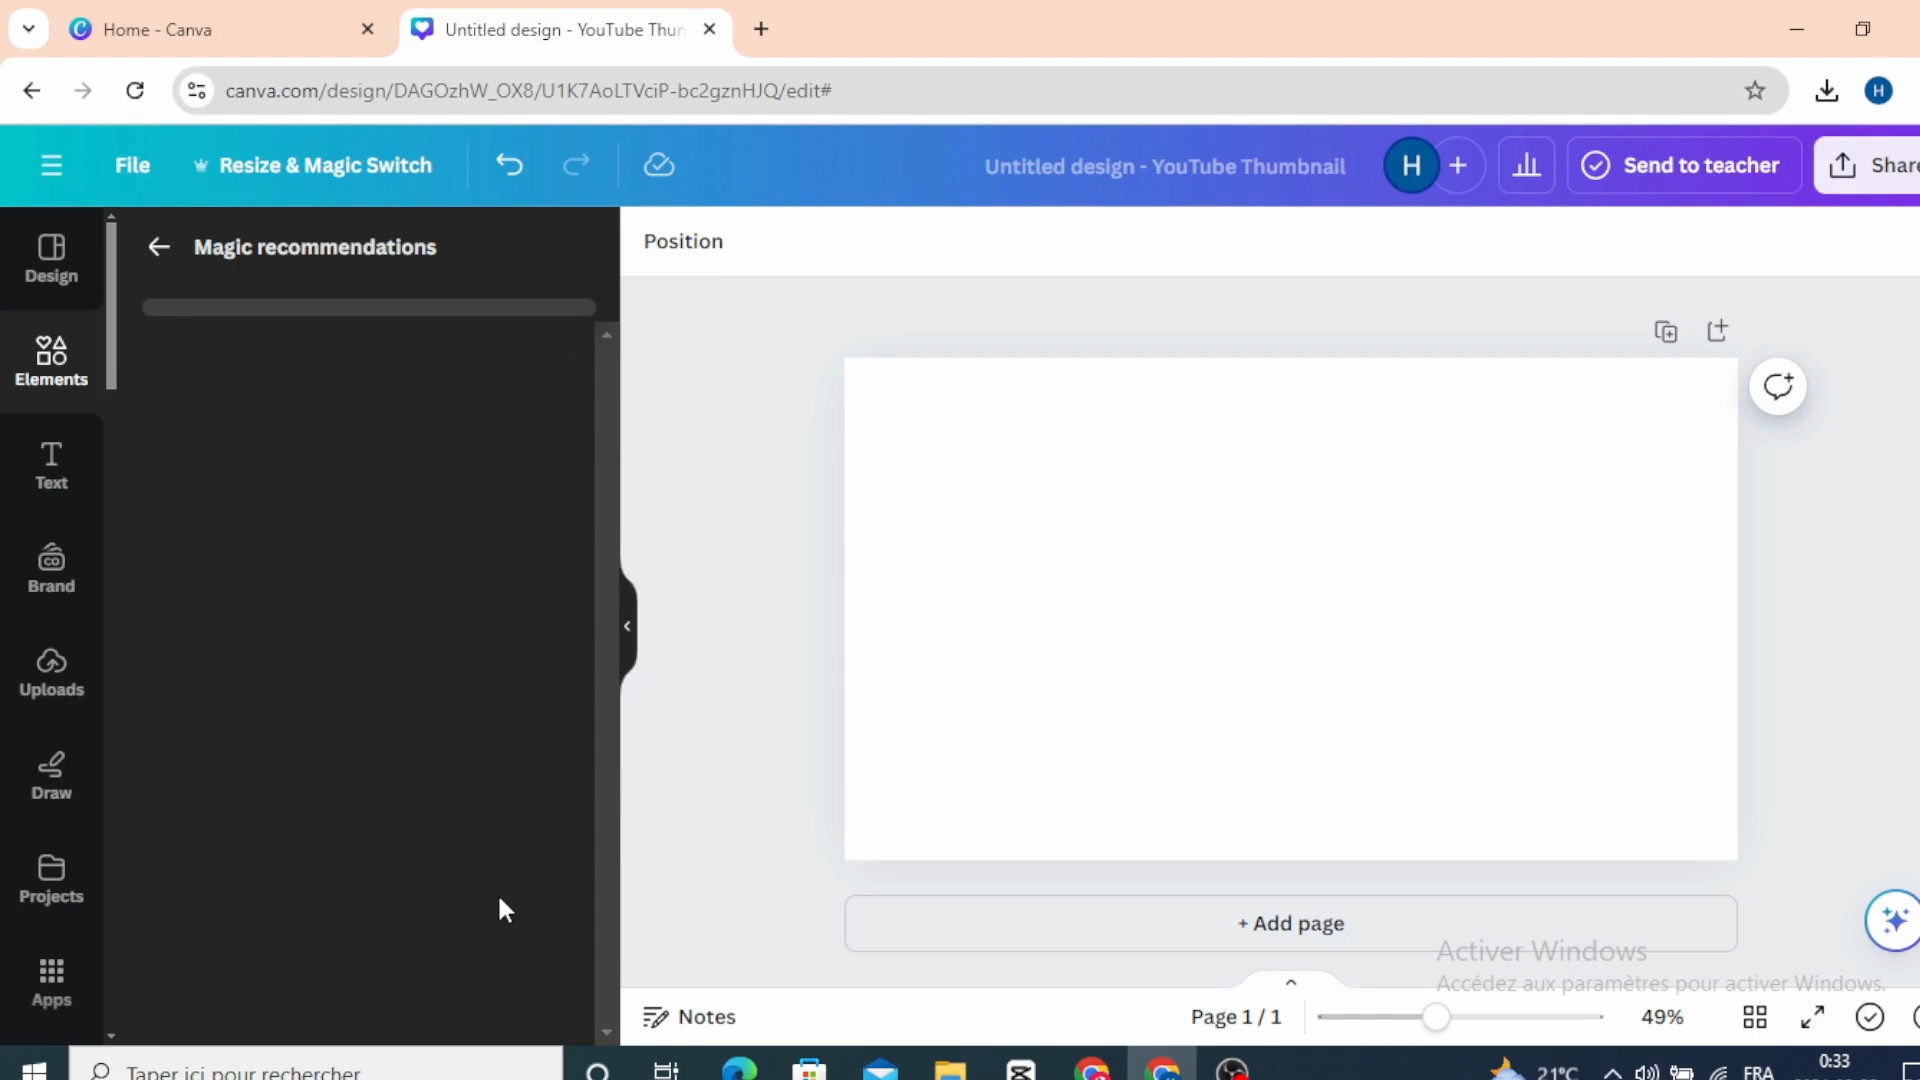 Home - Canva
Untitled design - YouTube Thun
canva.com/design/DAGOzhW_OX8/U1K7AoLTVciP-bc2gznHJQ/edit#
H
File
Resize & Magic Switch
Untitled design - YouTube Thumbnail
H
Send to teacher
Share
Design
Magic recommendations
Position
Elements
Text
Brand
Uploads
Draw
Projects
Apps
+ Add page
Activer Windows
Accédez aux paramètres pour activer Windows.
Notes
Page 1 / 1
49%
Taper ici pour rechercher
21°C
FRA
0:33